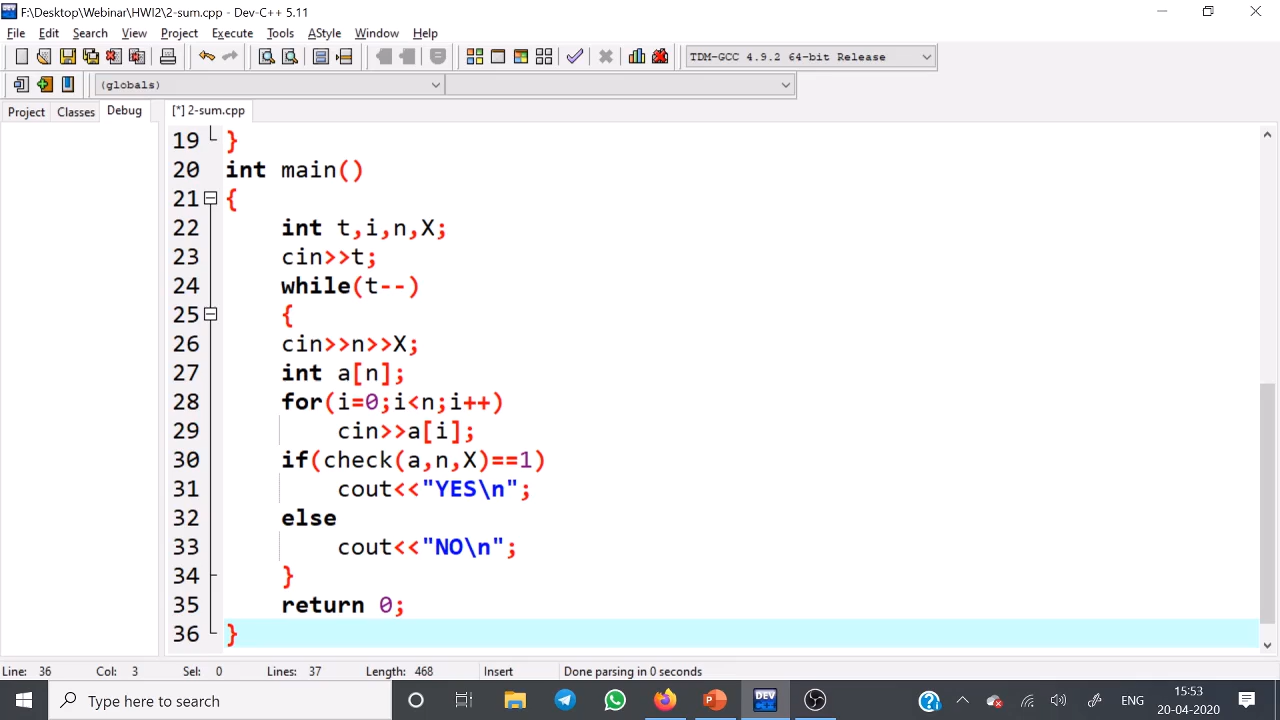 F:\Desktop\Webinar\HWI2\2-sum.cpp - Dev-C++ 5.11
File Edit Search View Project Execute Tools AStyle Window Help
TDM-GCC 4.9.2 64-bit Release
(globals)
Project Classes Debug [*] 2-sum.cpp
19 }
20 int main()
21 {
22 int t,i,n,X;
23 cin>>t;
24 while(t--)
25 {
26 cin>>n>>X;
27 int a[n];
28 for(i=0;i<n;i++)
29 cin>>a[i];
30 if(check(a,n,X)==1)
31 cout<<"YES\n";
32 else
33 cout<<"NO\n";
34 }
35 return 0;
36 }
Line: 36 Col: 3 Sel: 0 Lines: 37 Length: 468 Insert Done parsing in 0 seconds
Type here to search DEV ENG 15:53
20-04-2020